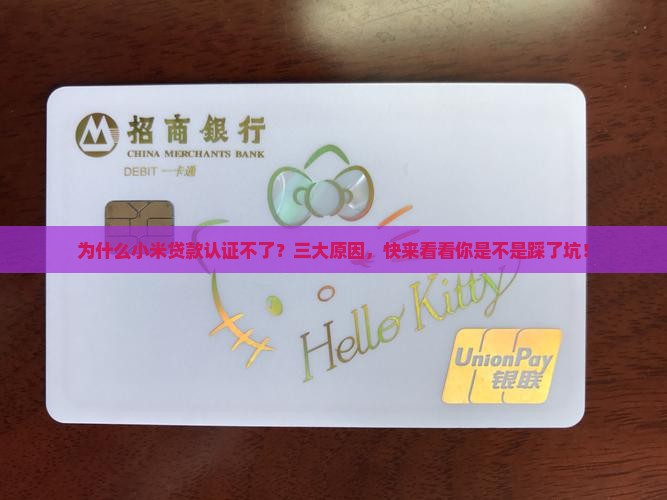 招商銀行
CHINA MERCHANTS BANK
DEBIT 一卡通
为什么小米贷款认证不了？三大原因，快来看看你是不是踩了坑！
Hello Kitty
UnionPay
银联